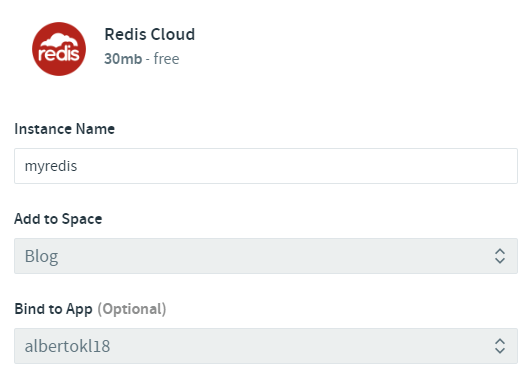 redis
Redis Cloud
30mb - free
Instance Name
myredis
Add to Space
Blog
Bind to App (Optional)
albertokl18